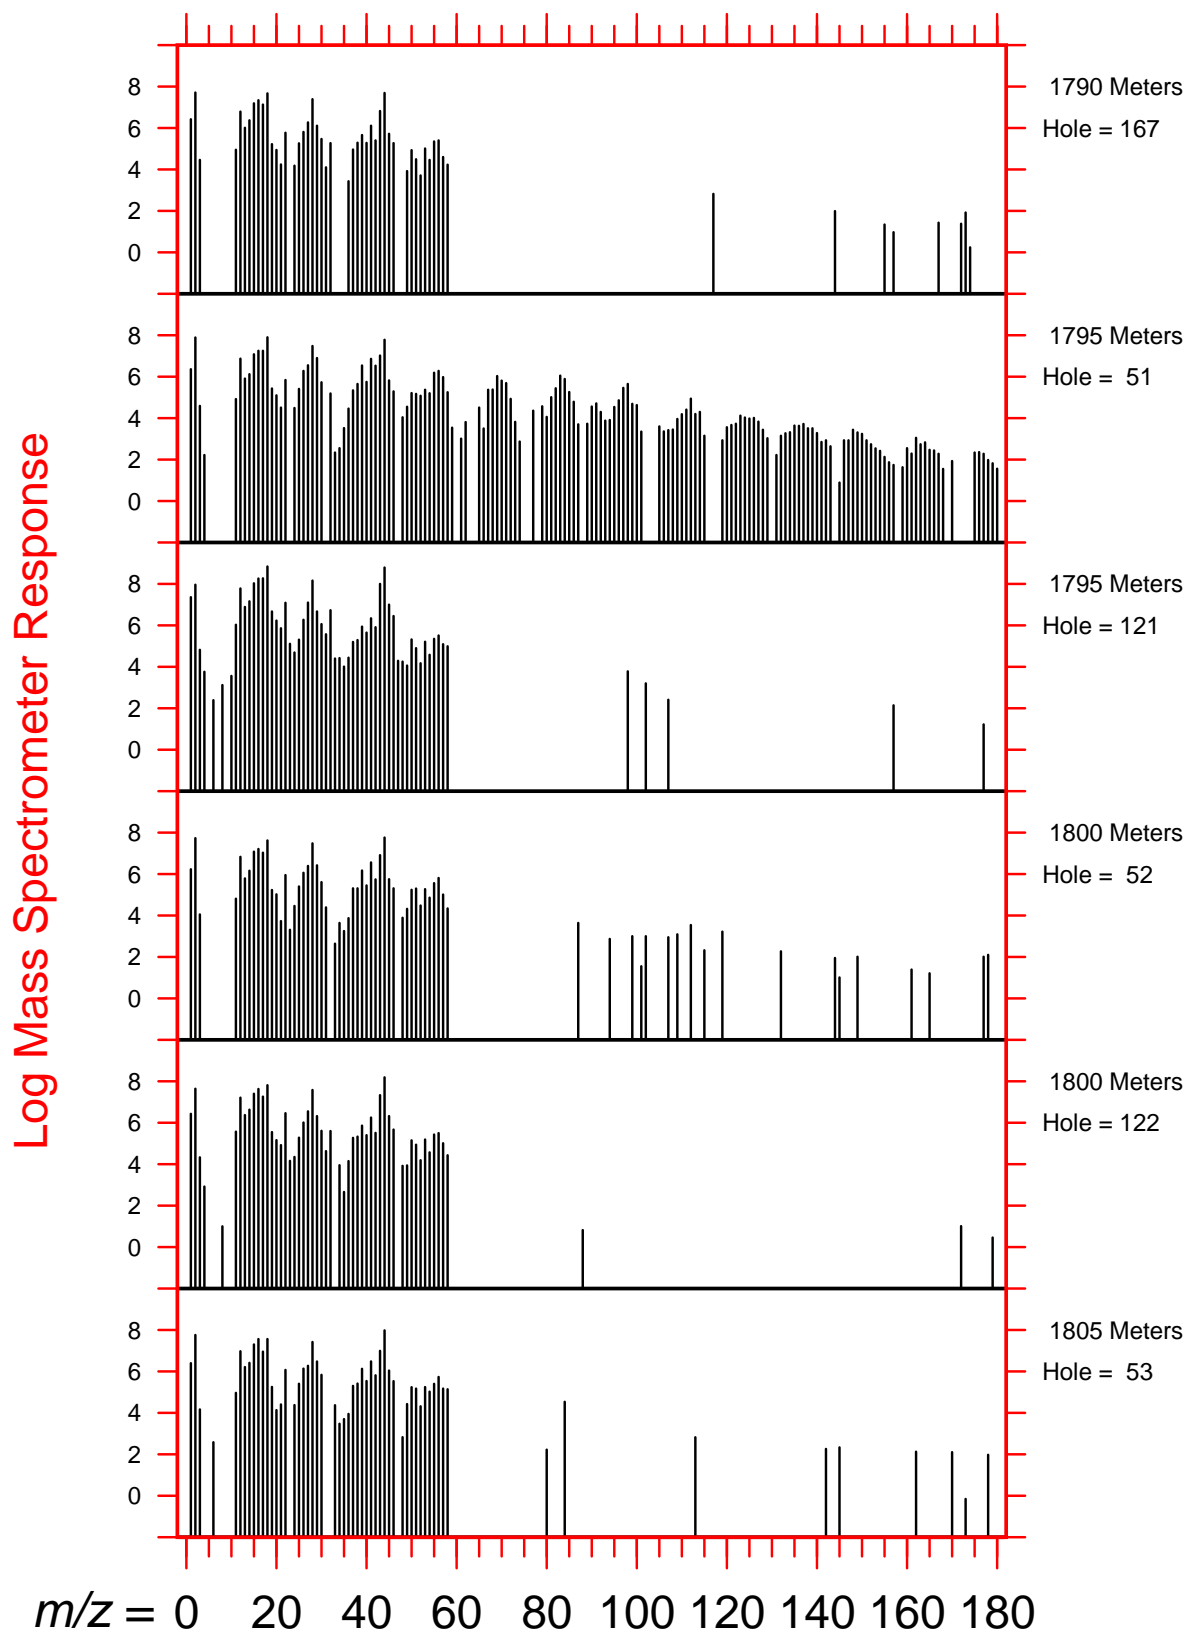 8 1790 Meters
6 Hole = 167
4
2
0
8 1795 Meters
6 Hole = 51
4
2
0
8 1795 Meters
6 Hole = 121
4
2
0
8 1800 Meters
6 Hole = 52
4
2
0
8 1800 Meters
6 Hole = 122
4
2
0
8 1805 Meters
6 Hole = 53
4
2
0
Log Mass Spectrometer Response
m/z = 0 20 40 60 80 100 120 140 160 180